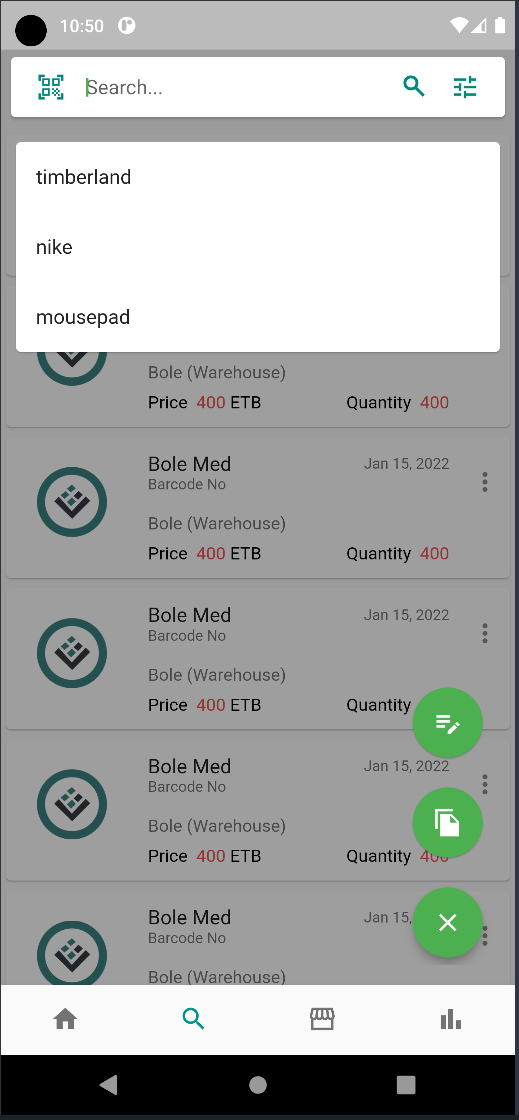 10:50
Search...
timberland
nike
mousepad
Bole (Warehouse)
Price 400 ETB Quantity 400
Bole Med Jan 15, 2022
Barcode No
Bole (Warehouse)
Price 400 ETB Quantity 400
Bole Med Jan 15, 2022
Barcode No
Bole (Warehouse)
Price 400 ETB Quantity
Bole Med Jan 15, 2022
Barcode No
Bole (Warehouse)
Price 400 ETB Quantity 400
Bole Med Jan 15,
Barcode No
Bole (Warehouse)